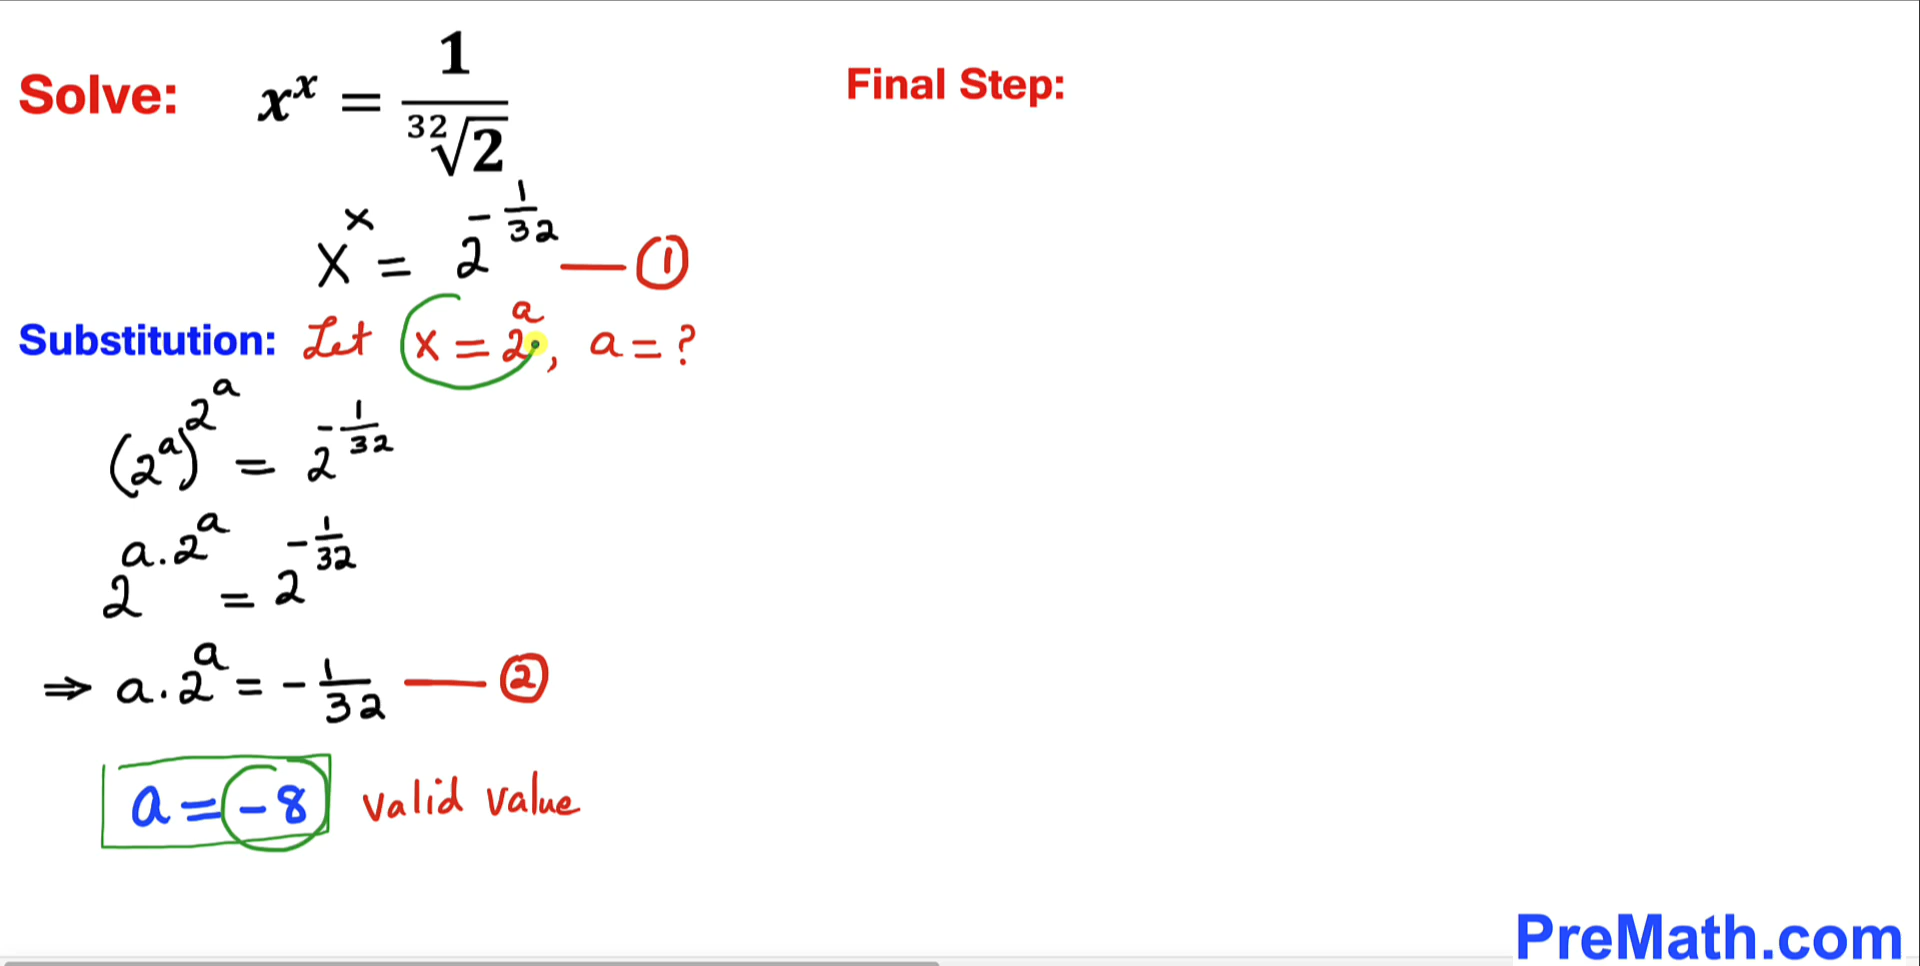 Solve: x^x = 1/³²√2
x^x = 2^(-1/32) — ①
Substitution: Let x = 2^a, a = ?
(2^a)^(2^a) = 2^(-1/32)
2^(a.2^a) = 2^(-1/32)
⇒ a.2^a = -1/32 — ②
a = -8 valid value
Final Step:
PreMath.com